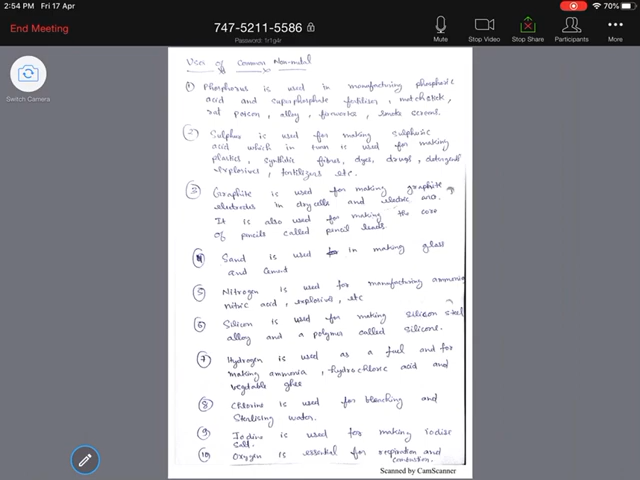 2:54 PM Fri 17 Apr
70%
End Meeting
747-5211-5586
Password: 1r1g4r
Mute
Stop Video
Stop Share
Participants
More
Switch Camera
Uses of Common Non-metal
1) Phosphorus is used in manufacturing phosphoric
acid and superphosphate fertiliser, matchstick,
rat poison, alloy, fireworks, smoke screens.
2) Sulphur is used for making sulphuric
acid which in turn is used for making
plastics, synthetic fibres, dyes, drugs, detergents
explosives, fertilizers etc.
3) Graphite is used for making graphite
electrodes in dry cells and electric arcs.
It is also used for making the core
of pencils called pencil leads.
4 Sand is used in making glass
and cement
5 Nitrogen is used for manufacturing ammonia
nitric acid, explosives, etc
6 Silicon is used for making silicon steel
alloy and a polymer called silicone.
7 Hydrogen is used as a fuel and for
making ammonia, hydrochloric acid and
vegetable ghee
8 Chlorine is used for bleaching and
sterlising water.
9 Iodine is used for making Iodise
salt.
10 Oxygen is essential for respiration and
combustion.
Scanned by CamScanner